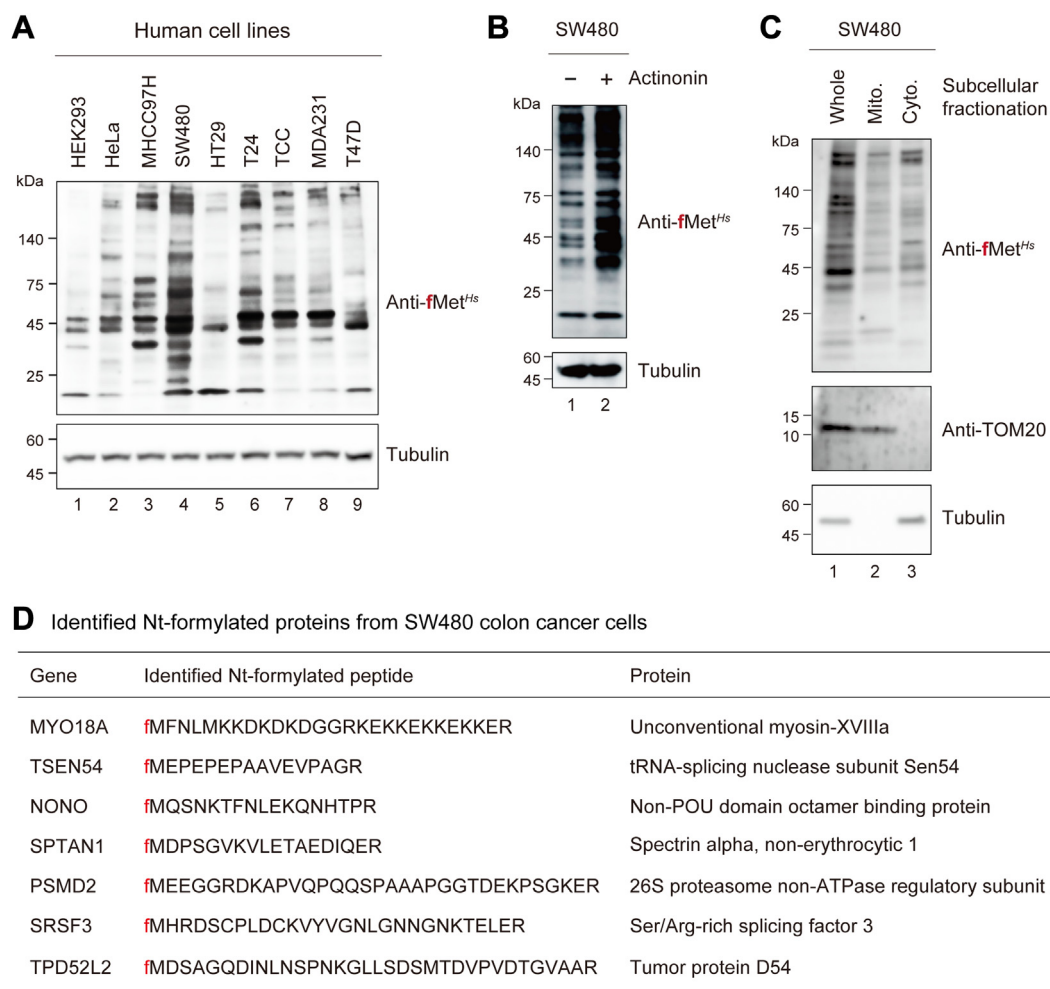 A
Human cell lines
HEK293
HeLa
MHCC97H
SW480
HT29
T24
TCC
MDA231
T47D
kDa
140
75
45
25
Anti-fMetHs
60
45
Tubulin
1 2 3 4 5 6 7 8 9
B
SW480
− + Actinonin
kDa
140
75
45
25
Anti-fMetHs
60
45
Tubulin
1 2
C
SW480
Whole
Mito.
Cyto.
Subcellular
fractionation
kDa
140
75
45
25
Anti-fMetHs
15
10
Anti-TOM20
60
45
Tubulin
1 2 3
D Identified Nt-formylated proteins from SW480 colon cancer cells
Gene Identified Nt-formylated peptide Protein
MYO18A fMFNLMKKDKDKDGGRKEKKEKKEKKER Unconventional myosin-XVIIIa
TSEN54 fMEPEPEPAAVEVPAGR tRNA-splicing nuclease subunit Sen54
NONO fMQSNKTFNLEKQNHTPR Non-POU domain octamer binding protein
SPTAN1 fMDPSGVKVLETAEDIQER Spectrin alpha, non-erythrocytic 1
PSMD2 fMEEGGRDKAPVQPQQSPAAAPGGTDEKPSGKER 26S proteasome non-ATPase regulatory subunit
SRSF3 fMHRDSCPLDCKVYVGNLGNNGNKTELER Ser/Arg-rich splicing factor 3
TPD52L2 fMDSAGQDINLNSPNKGLLSDSMTDVPVDTGVAAR Tumor protein D54